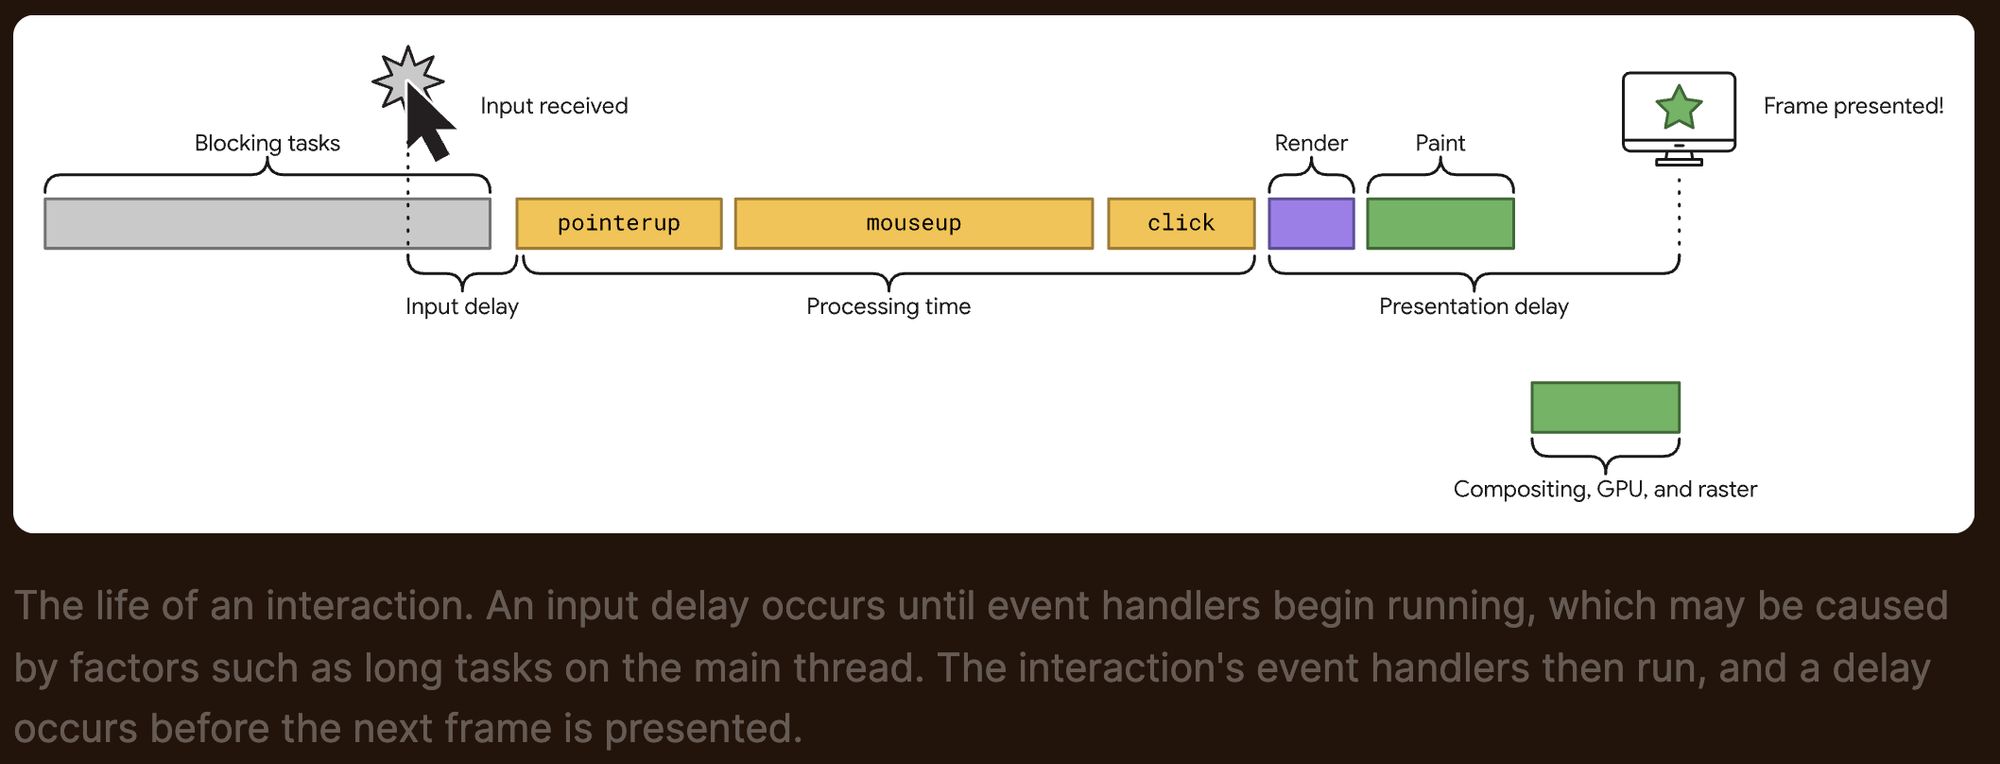 Input received
Frame presented!
Blocking tasks
Render
Paint
pointerup
mouseup
click
Input delay
Processing time
Presentation delay
Compositing, GPU, and raster
The life of an interaction. An input delay occurs until event handlers begin running, which may be caused
by factors such as long tasks on the main thread. The interaction's event handlers then run, and a delay
occurs before the next frame is presented.